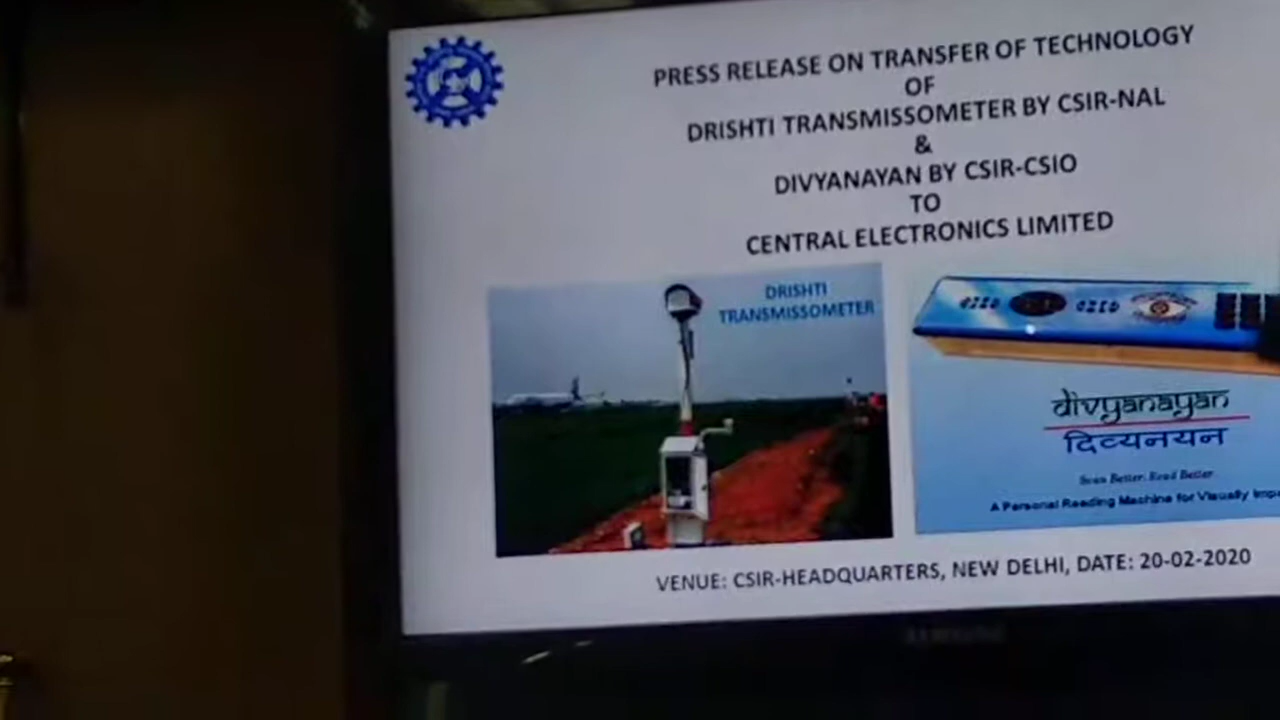 PRESS RELEASE ON TRANSFER OF TECHNOLOGY
OF
DRISHTI TRANSMISSOMETER BY CSIR-NAL
&
DIVYANAYAN BY CSIR-CSIO
TO
CENTRAL ELECTRONICS LIMITED
DRISHTI
TRANSMISSOMETER
divyanayan
दिव्यनयन
Scan Better. Read Better
A Personal Reading Machine for Visually
VENUE: CSIR-HEADQUARTERS, NEW DELHI, DATE: 20-02-2020
SAMSUNG